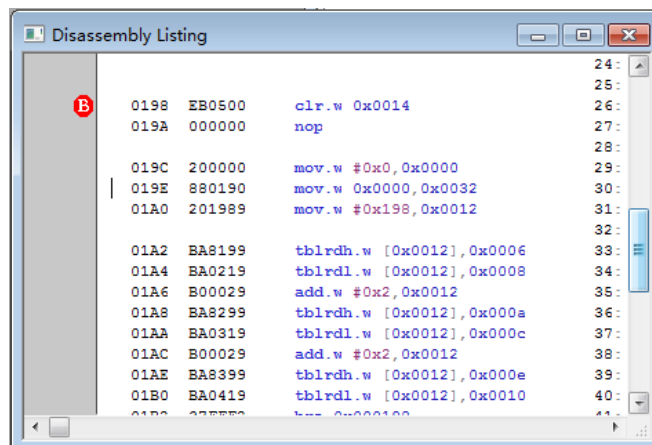 Disassembly Listing
24:
25:
B 0198 EB0500 clr.w 0x0014 26:
019A 000000 nop 27:
28:
019C 200000 mov.w #0x0,0x0000 29:
019E 880190 mov.w 0x0000,0x0032 30:
01A0 201989 mov.w #0x198,0x0012 31:
32:
01A2 BA8199 tblrdh.w [0x0012],0x0006 33:
01A4 BA0219 tblrdl.w [0x0012],0x0008 34:
01A6 B00029 add.w #0x2,0x0012 35:
01A8 BA8299 tblrdh.w [0x0012],0x000a 36:
01AA BA0319 tblrdl.w [0x0012],0x000c 37:
01AC B00029 add.w #0x2,0x0012 38:
01AE BA8399 tblrdh.w [0x0012],0x000e 39:
01B0 BA0419 tblrdl.w [0x0012],0x0010 40: